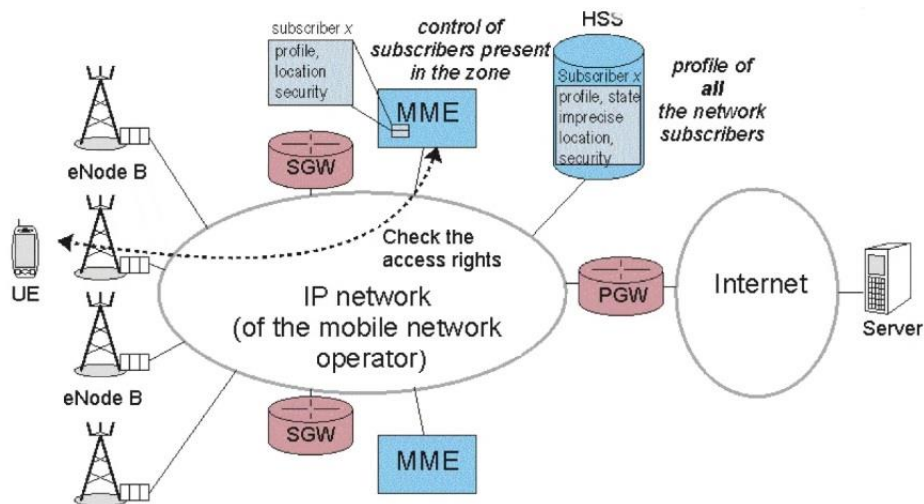 subscriber x
profile,
location
security
control of
subscribers present
in the zone
MME
HSS
Subscriber x
profile, state
imprecise
location,
security
profile of
all
the network
subscribers
eNode B
SGW
UE
Check the
access rights
IP network
(of the mobile network
operator)
PGW
Internet
Server
eNode B
SGW
MME